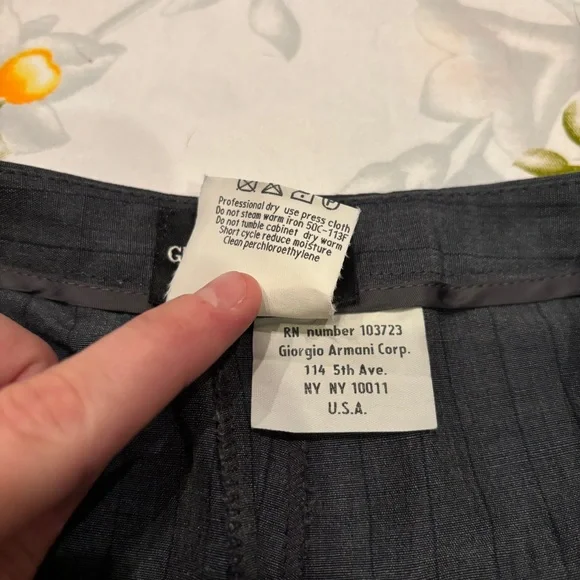 Professional dry use press cloth
Do not steam warm iron 50C-113F
Do not tumble cabinet dry warm
Short cycle reduce moisture
Clean perchloroethylene
G
RN number 103723
Giorgio Armani Corp.
114 5th Ave.
NY NY 10011
U.S.A.